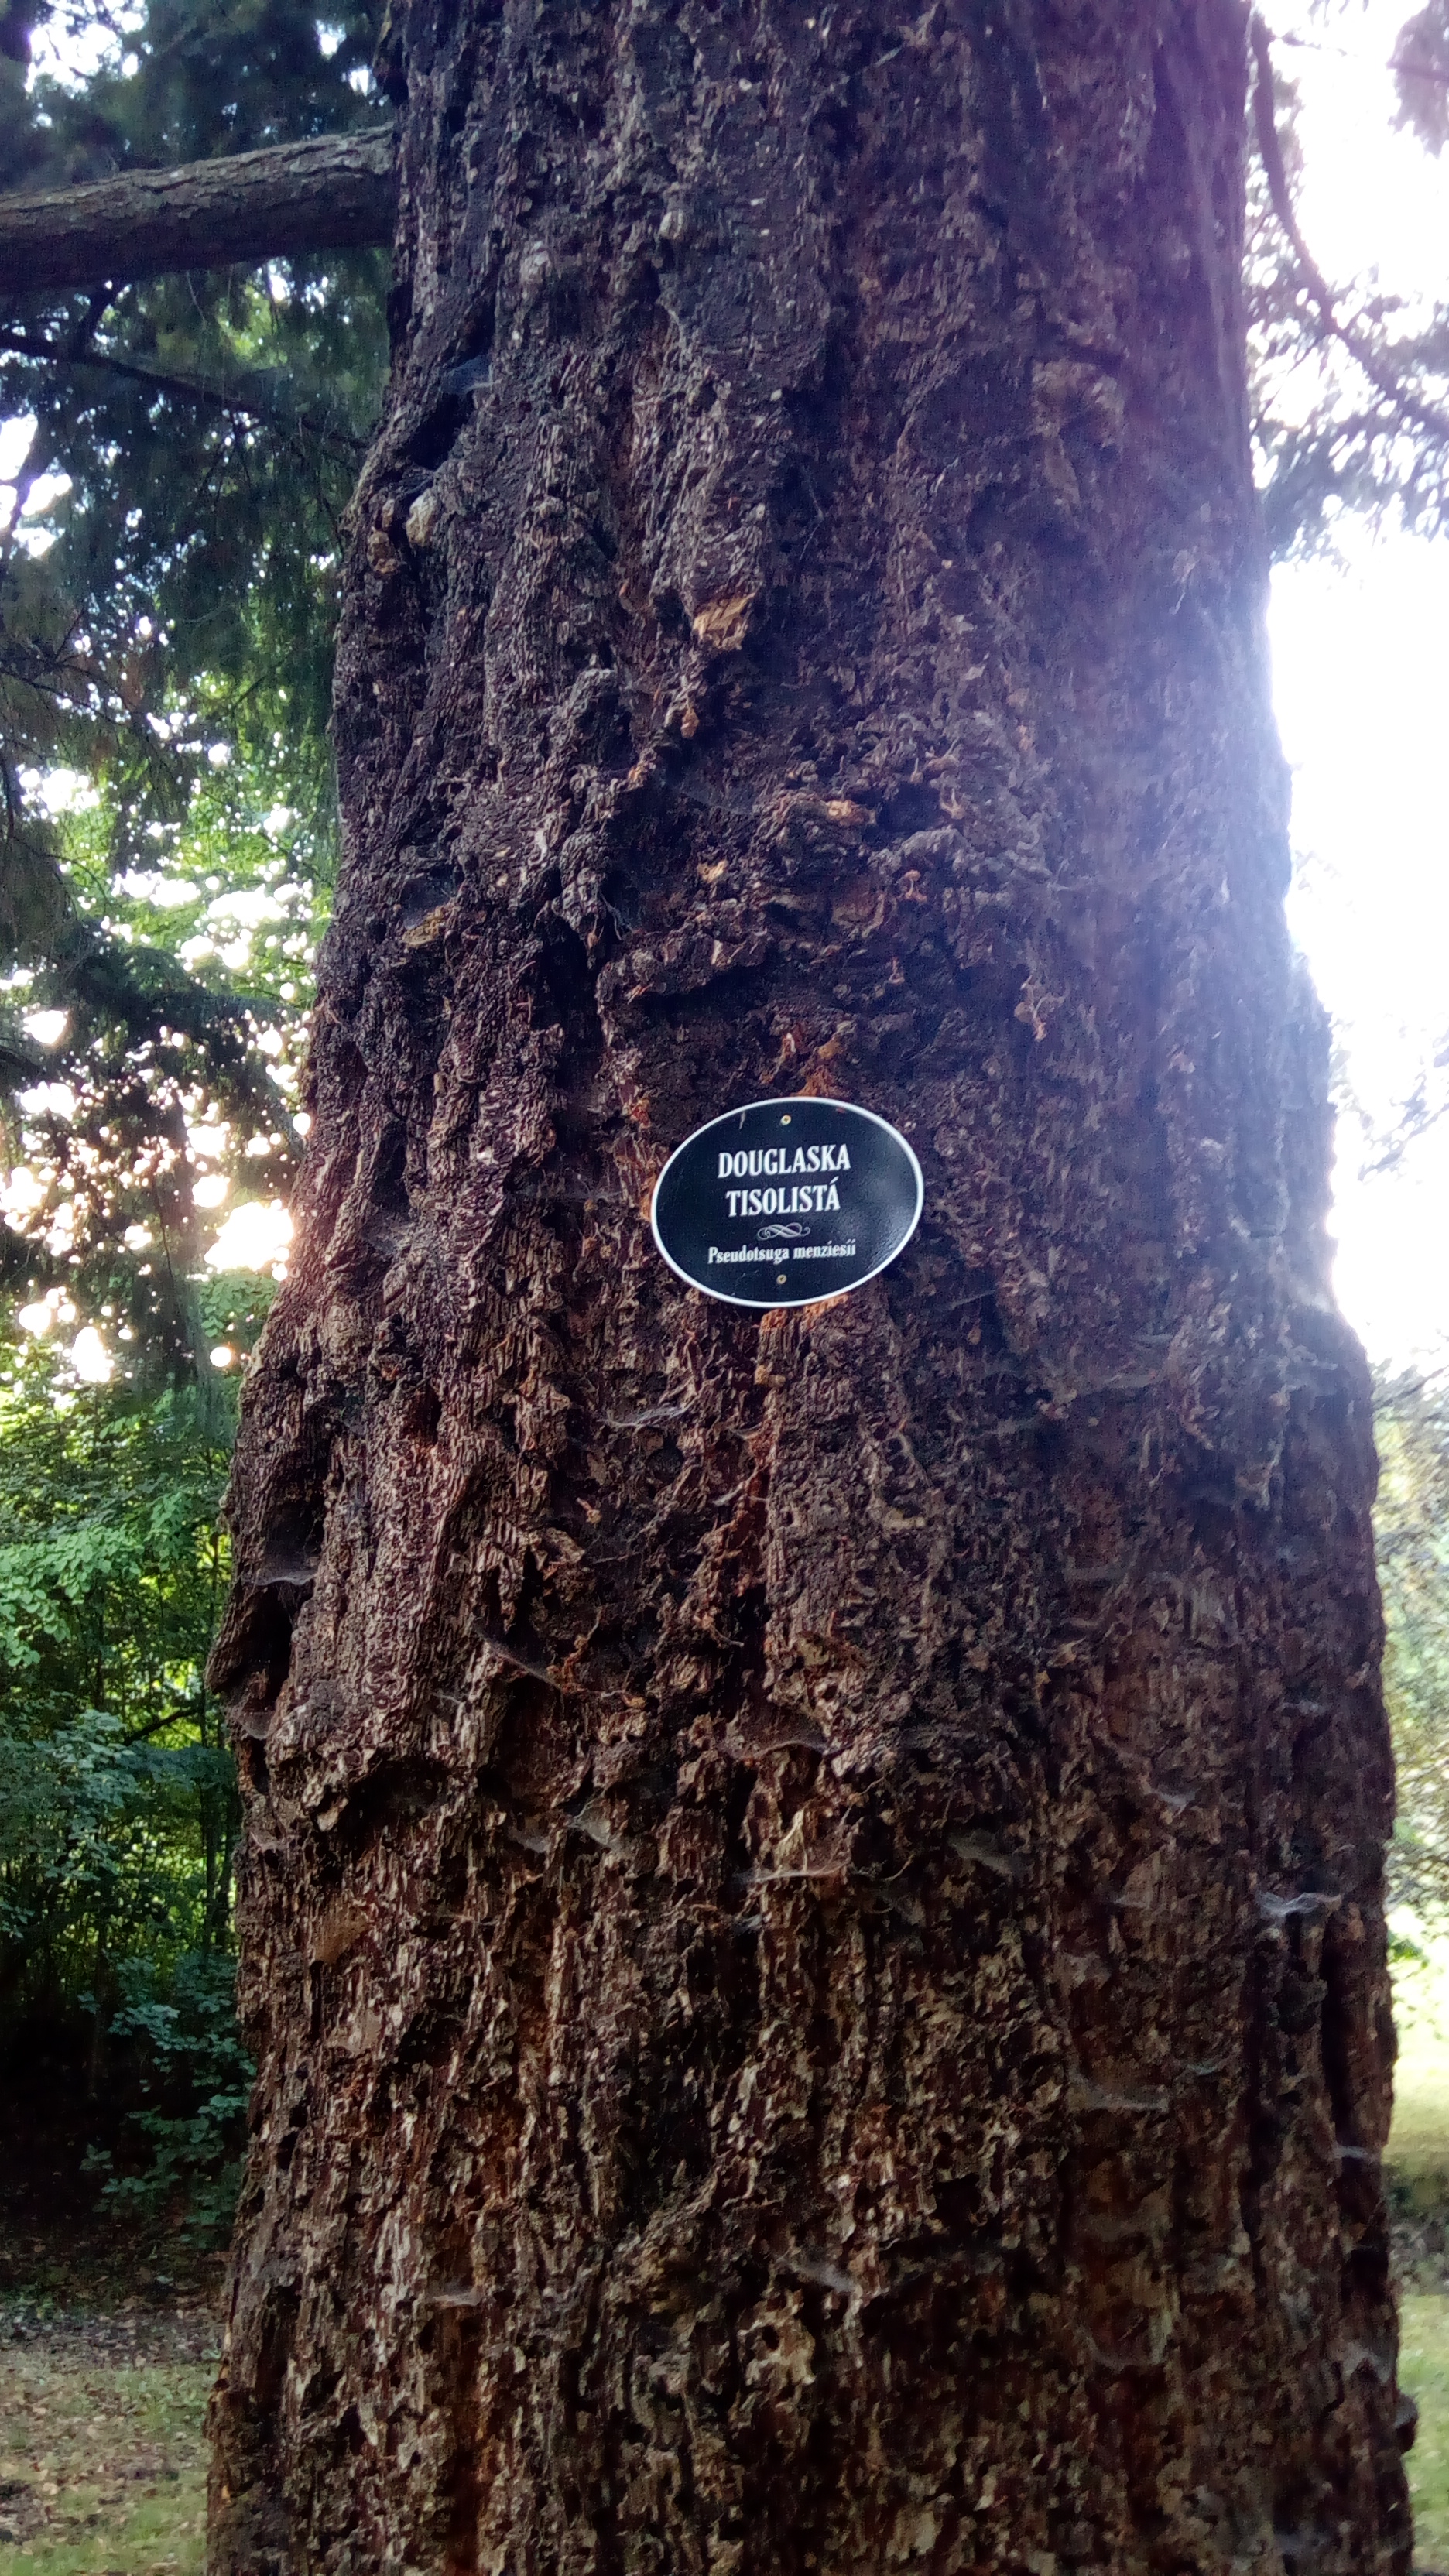 DOUGLASKA
TISOLISTÁ
Pseudotsuga menziesii